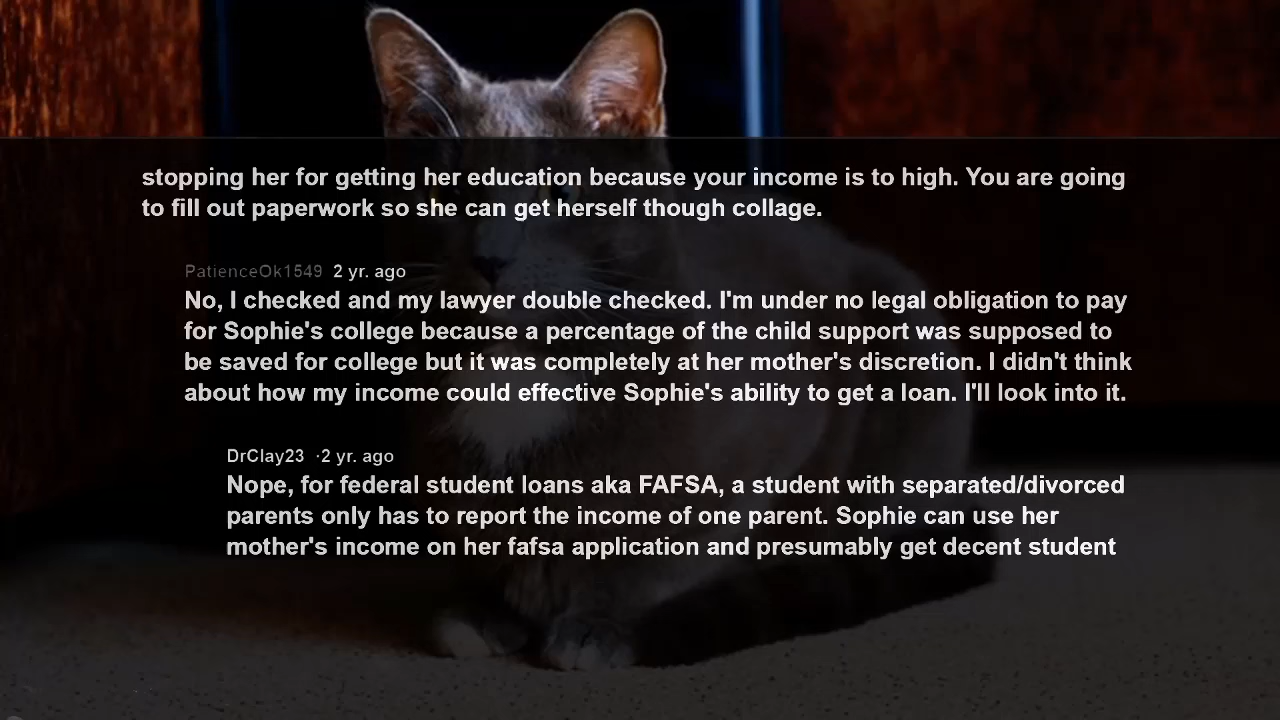 stopping her for getting her education because your income is to high. You are going
to fill out paperwork so she can get herself though collage.
PatienceOk1549 2 yr. ago
No, I checked and my lawyer double checked. I'm under no legal obligation to pay
for Sophie's college because a percentage of the child support was supposed to
be saved for college but it was completely at her mother's discretion. I didn't think
about how my income could effective Sophie's ability to get a loan. I'll look into it.
DrClay23 ·2 yr. ago
Nope, for federal student loans aka FAFSA, a student with separated/divorced
parents only has to report the income of one parent. Sophie can use her
mother's income on her fafsa application and presumably get decent student